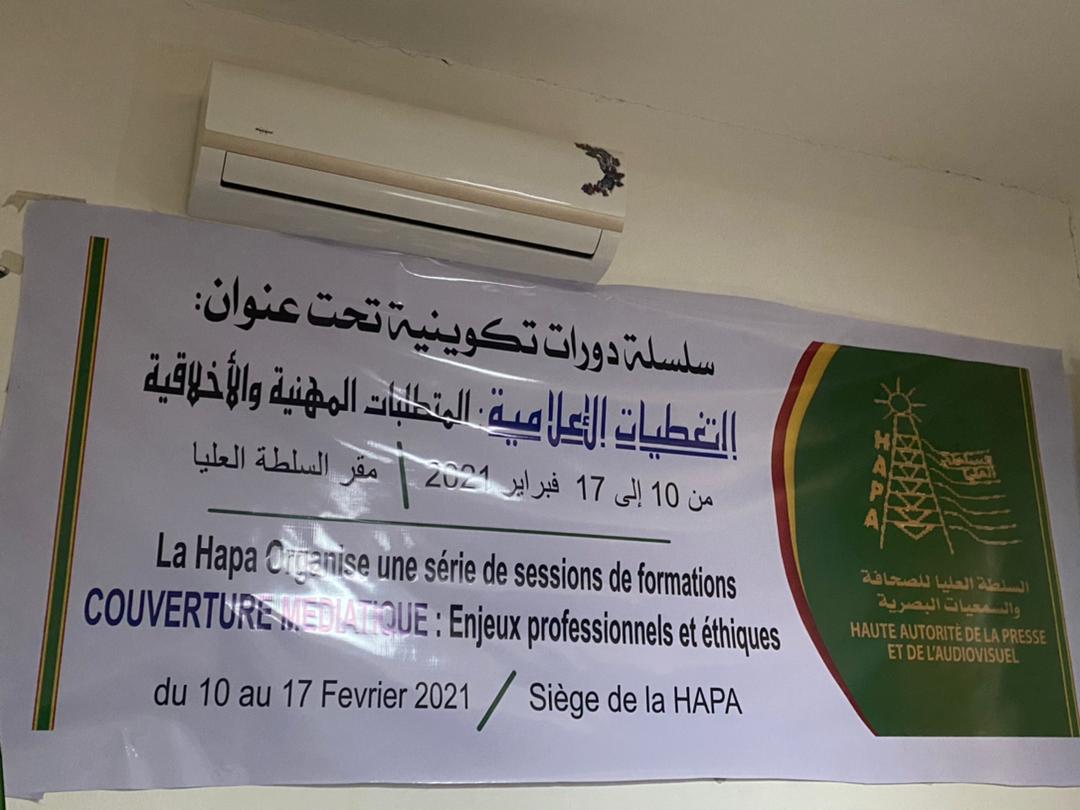 سلسلة دورات تكوينية تحت عنوان:
التغطيات الإعلامية: المتطلبات المهنية والأخلاقية
من 10 إلى 17 فبراير 2021 | مقر السلطة العليا
La Hapa Organise une série de sessions de formations
COUVERTURE MEDIATIQUE : Enjeux professionnels et éthiques
du 10 au 17 Fevrier 2021 / Siège de la HAPA
HAPA
السلطة العليا للصحافة
والسمعيات البصرية
HAUTE AUTORITÉ DE LA PRESSE
ET DE L'AUDIOVISUEL